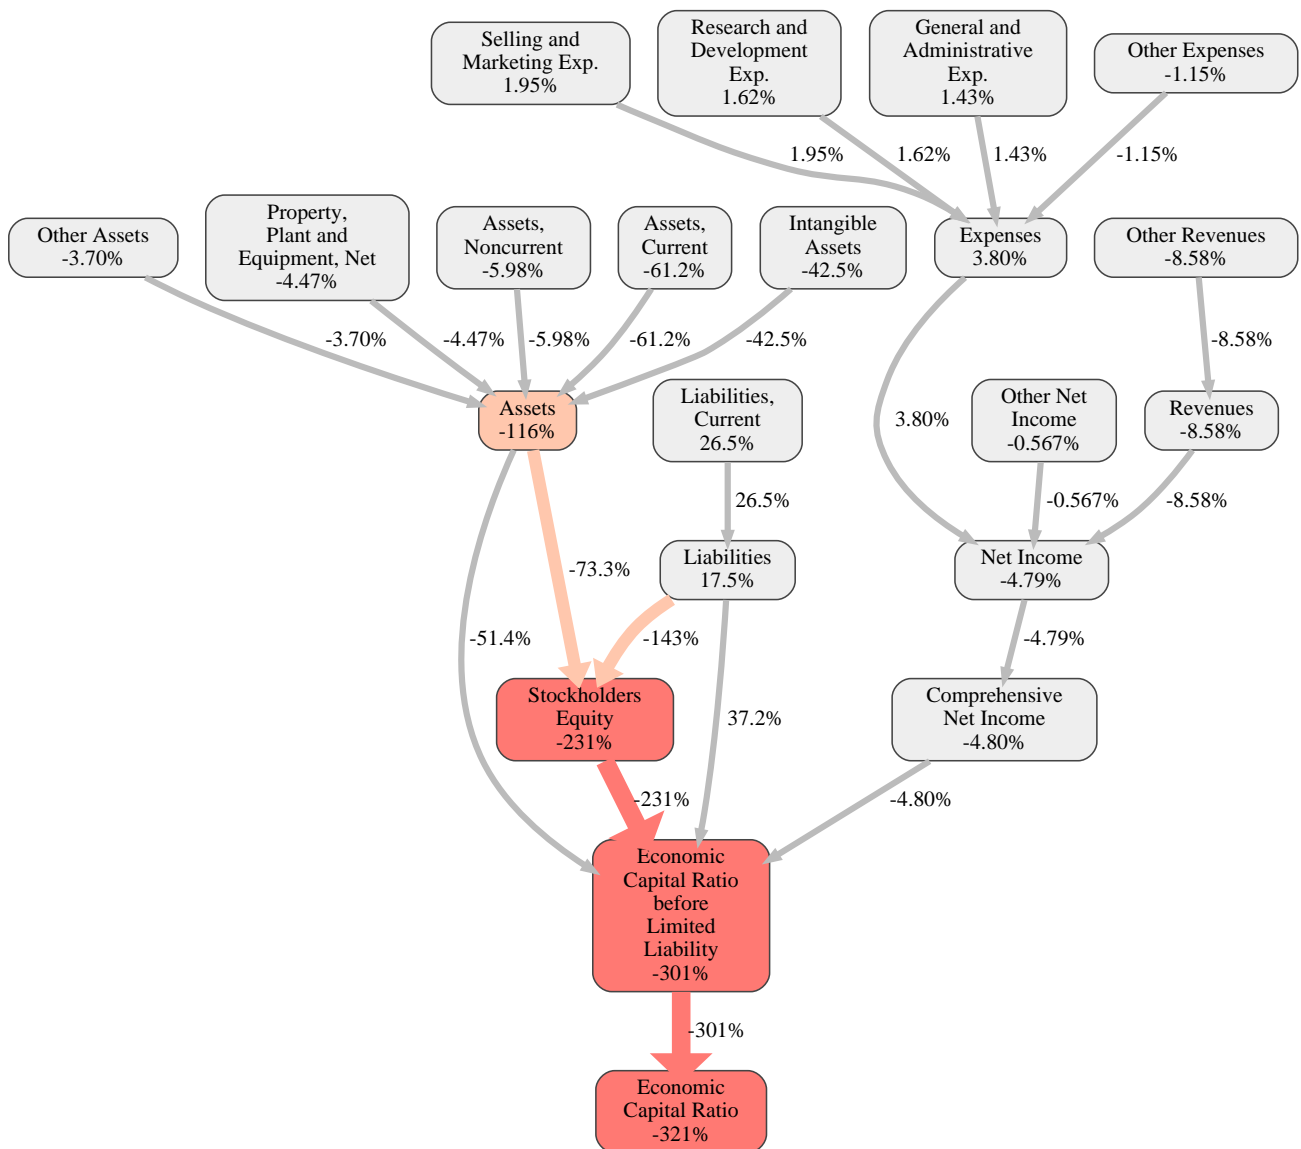 Selling and
Marketing Exp.
1.95%
Research and
Development
Exp.
1.62%
General and
Administrative
Exp.
1.43%
Other Expenses
-1.15%
1.95%
1.62%
1.43%
-1.15%
Other Assets
-3.70%
Property,
Plant and
Equipment, Net
-4.47%
Assets,
Noncurrent
-5.98%
Assets,
Current
-61.2%
Intangible
Assets
-42.5%
Expenses
3.80%
Other Revenues
-8.58%
-3.70%
-4.47%
-5.98%
-61.2%
-42.5%
-8.58%
Assets
-116%
Liabilities,
Current
26.5%
3.80%
Other Net
Income
-0.567%
Revenues
-8.58%
26.5%
-0.567%
-8.58%
-73.3%
Liabilities
17.5%
Net Income
-4.79%
-51.4%
-143%
-4.79%
Stockholders
Equity
-231%
37.2%
Comprehensive
Net Income
-4.80%
-231%
-4.80%
Economic
Capital Ratio
before
Limited
Liability
-301%
-301%
Economic
Capital Ratio
-321%